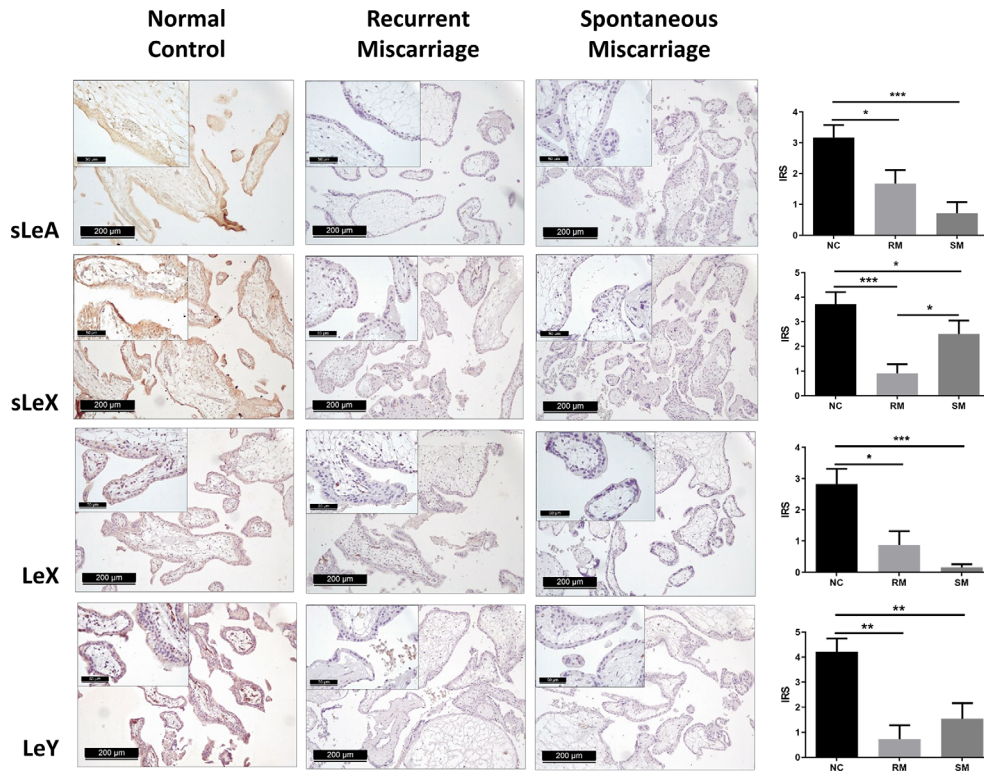 Normal Control
Recurrent Miscarriage
Spontaneous Miscarriage
sLeA
50 µm
200 µm
200 µm
200 µm
***
*
4
3
2
1
0
IRS
NC RM SM
sLeX
200 µm
200 µm
200 µm
*
***
*
5
4
3
2
1
0
IRS
NC RM SM
LeX
200 µm
200 µm
200 µm
***
*
4
3
2
1
0
IRS
NC RM SM
LeY
200 µm
200 µm
200 µm
**
**
5
4
3
2
1
0
IRS
NC RM SM